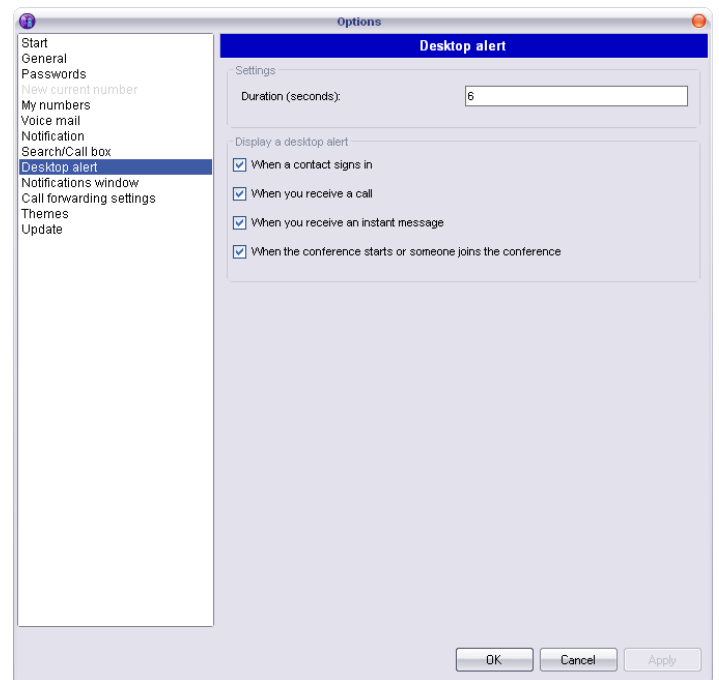 Options
Start
General
Passwords
New current number
My numbers
Voice mail
Notification
Search/Call box
Desktop alert
Notifications window
Call forwarding settings
Themes
Update
Desktop alert
Settings
Duration (seconds): 6
Display a desktop alert
When a contact signs in
When you receive a call
When you receive an instant message
When the conference starts or someone joins the conference
OK Cancel Apply